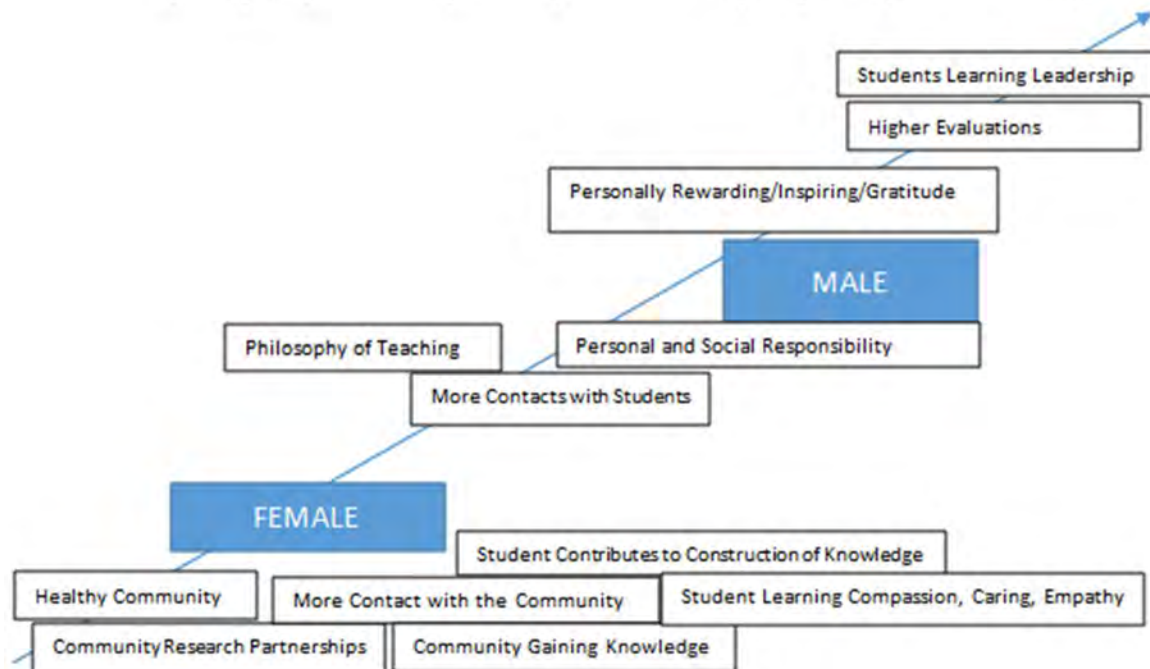 Students Learning Leadership
Higher Evaluations
Personally Rewarding/Inspiring/Gratitude
MALE
Philosophy of Teaching
Personal and Social Responsibility
More Contacts with Students
FEMALE
Student Contributes to Construction of Knowledge
Healthy Community
More Contact with the Community
Student Learning Compassion, Caring, Empathy
Community Research Partnerships
Community Gaining Knowledge